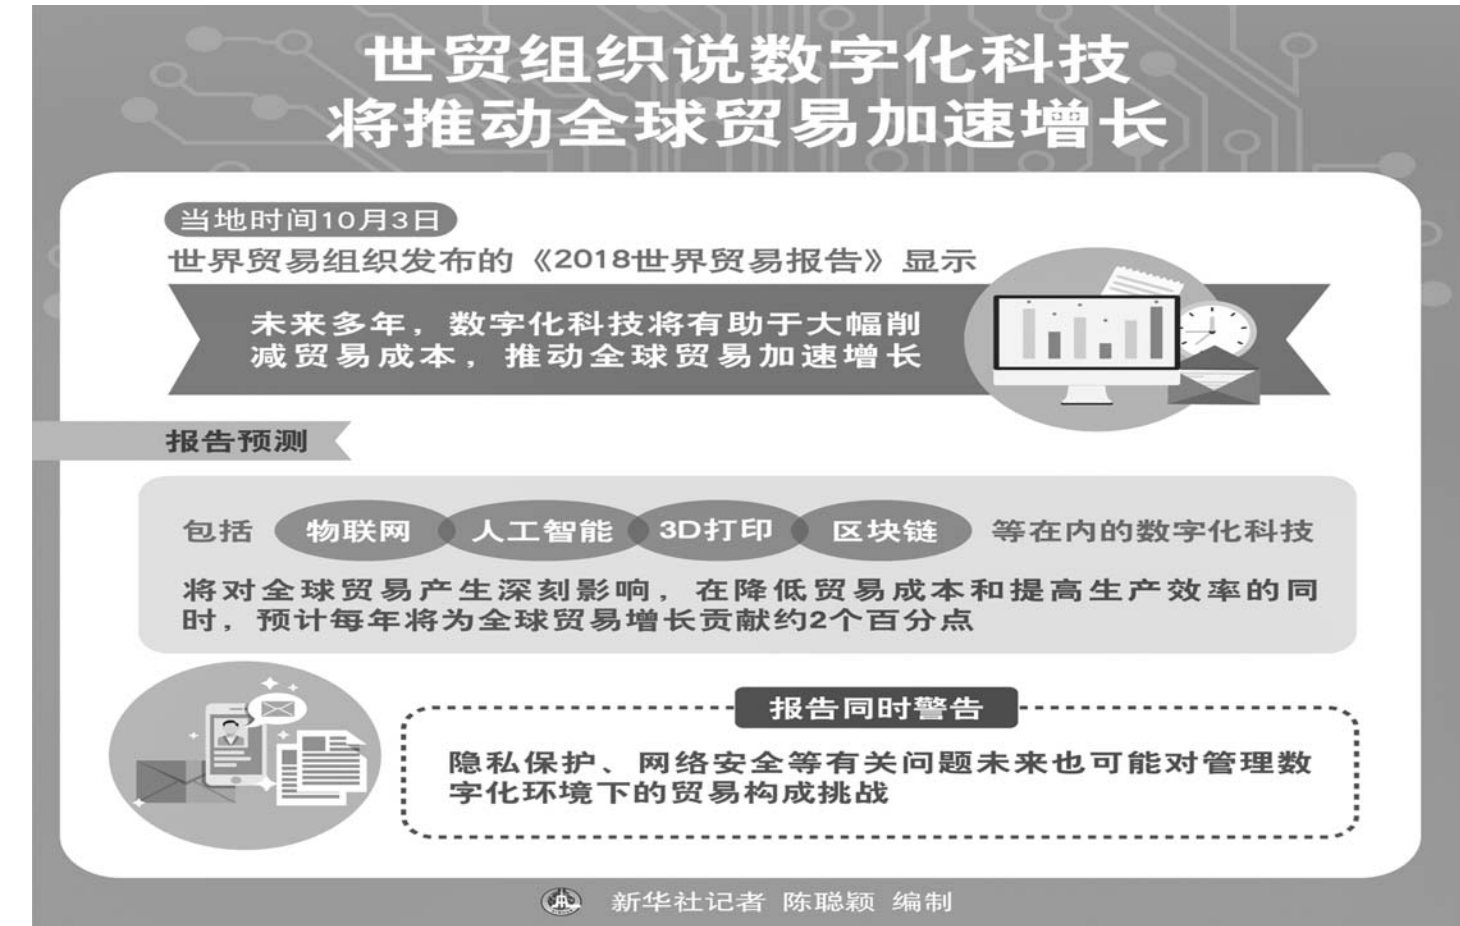 世贸组织说数字化科技
将推动全球贸易加速增长
当地时间10月3日
世界贸易组织发布的《2018世界贸易报告》显示
未来多年，数字化科技将有助于大幅削
减贸易成本，推动全球贸易加速增长
报告预测
包括 物联网 人工智能 3D打印 区块链 等在内的数字化科技
将对全球贸易产生深刻影响，在降低贸易成本和提高生产效率的同
时，预计每年将为全球贸易增长贡献约2个百分点
报告同时警告
隐私保护、网络安全等有关问题未来也可能对管理数
字化环境下的贸易构成挑战
新华社记者 陈聪颖 编制